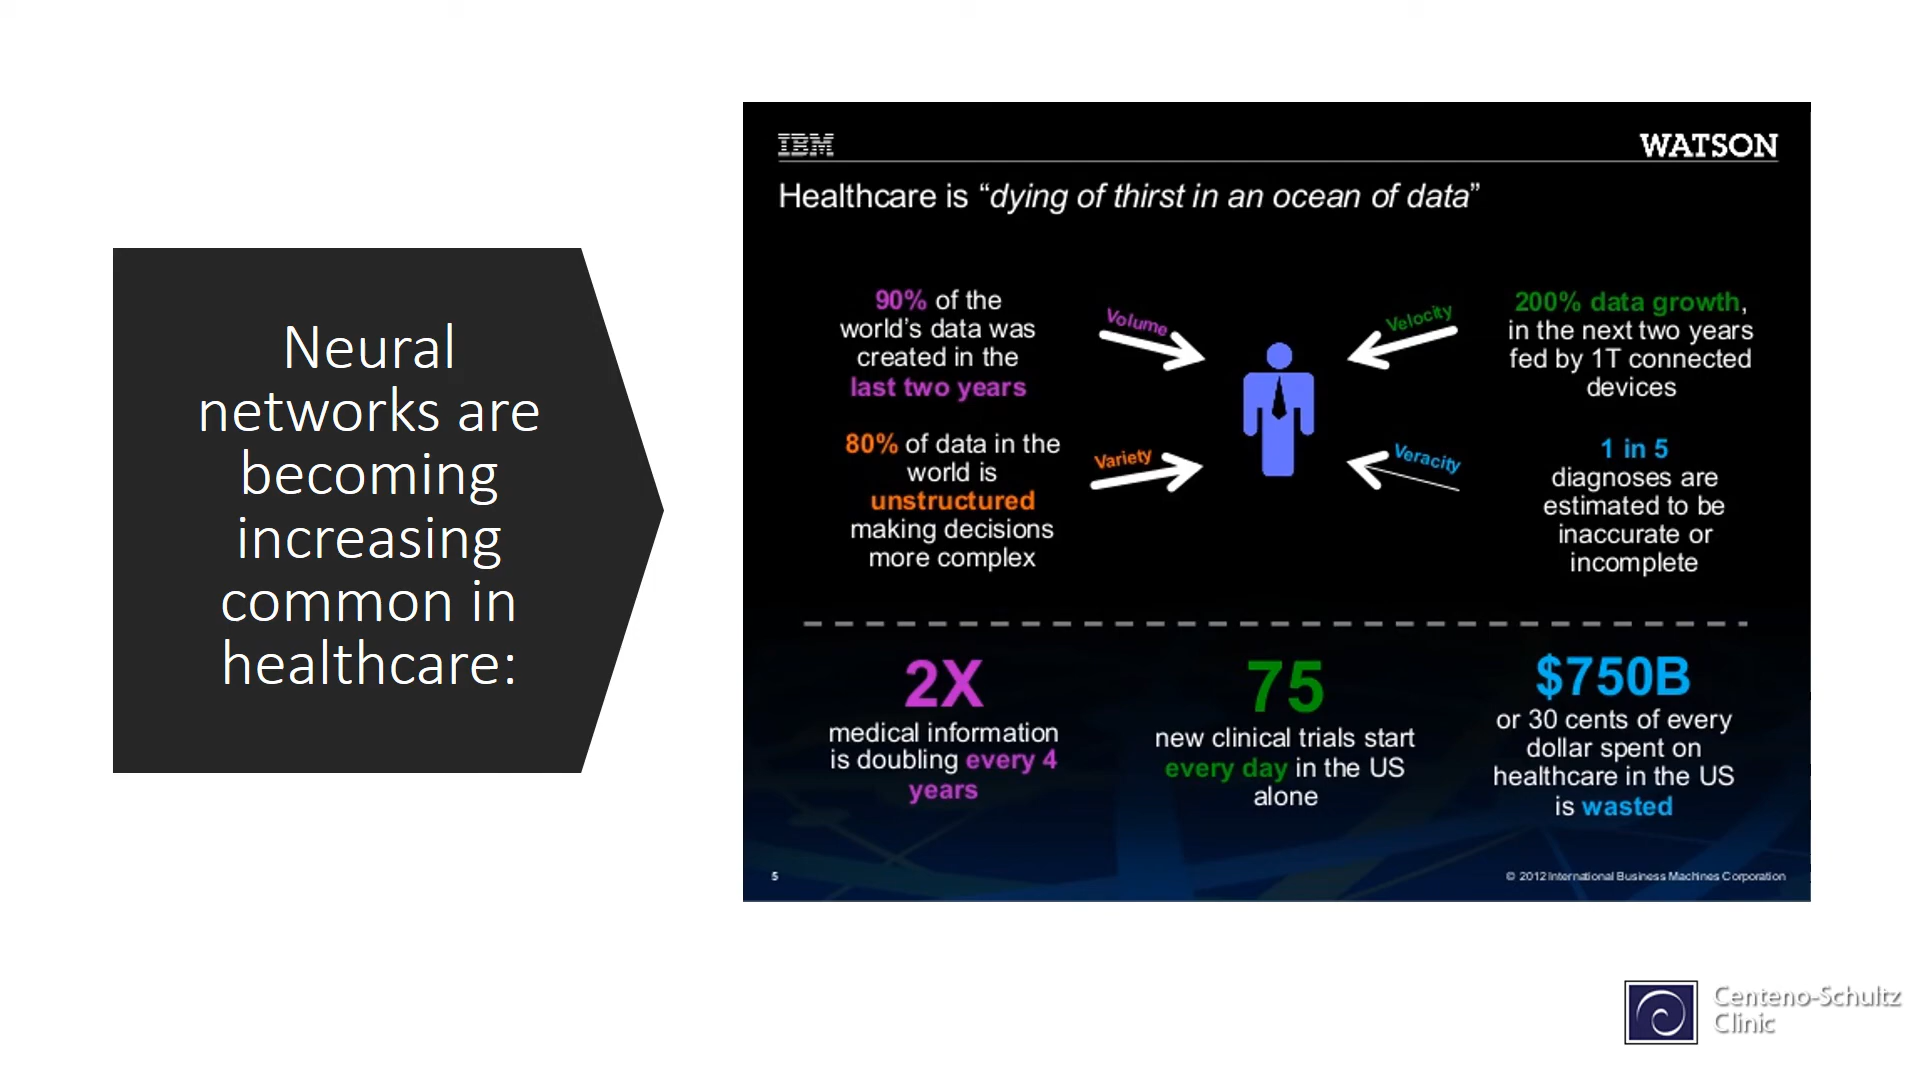 Neural
networks are
becoming
increasing
common in
healthcare:
IBM
WATSON
Healthcare is “dying of thirst in an ocean of data”
90% of the
world’s data was
created in the
last two years
Volume
Velocity
200% data growth,
in the next two years
fed by 1T connected
devices
80% of data in the
world is
unstructured
making decisions
more complex
Variety
Veracity
1 in 5
diagnoses are
estimated to be
inaccurate or
incomplete
2X
medical information
is doubling every 4
years
75
new clinical trials start
every day in the US
alone
$750B
or 30 cents of every
dollar spent on
healthcare in the US
is wasted
5
© 2012 International Business Machines Corporation
Centeno-Schultz
Clinic